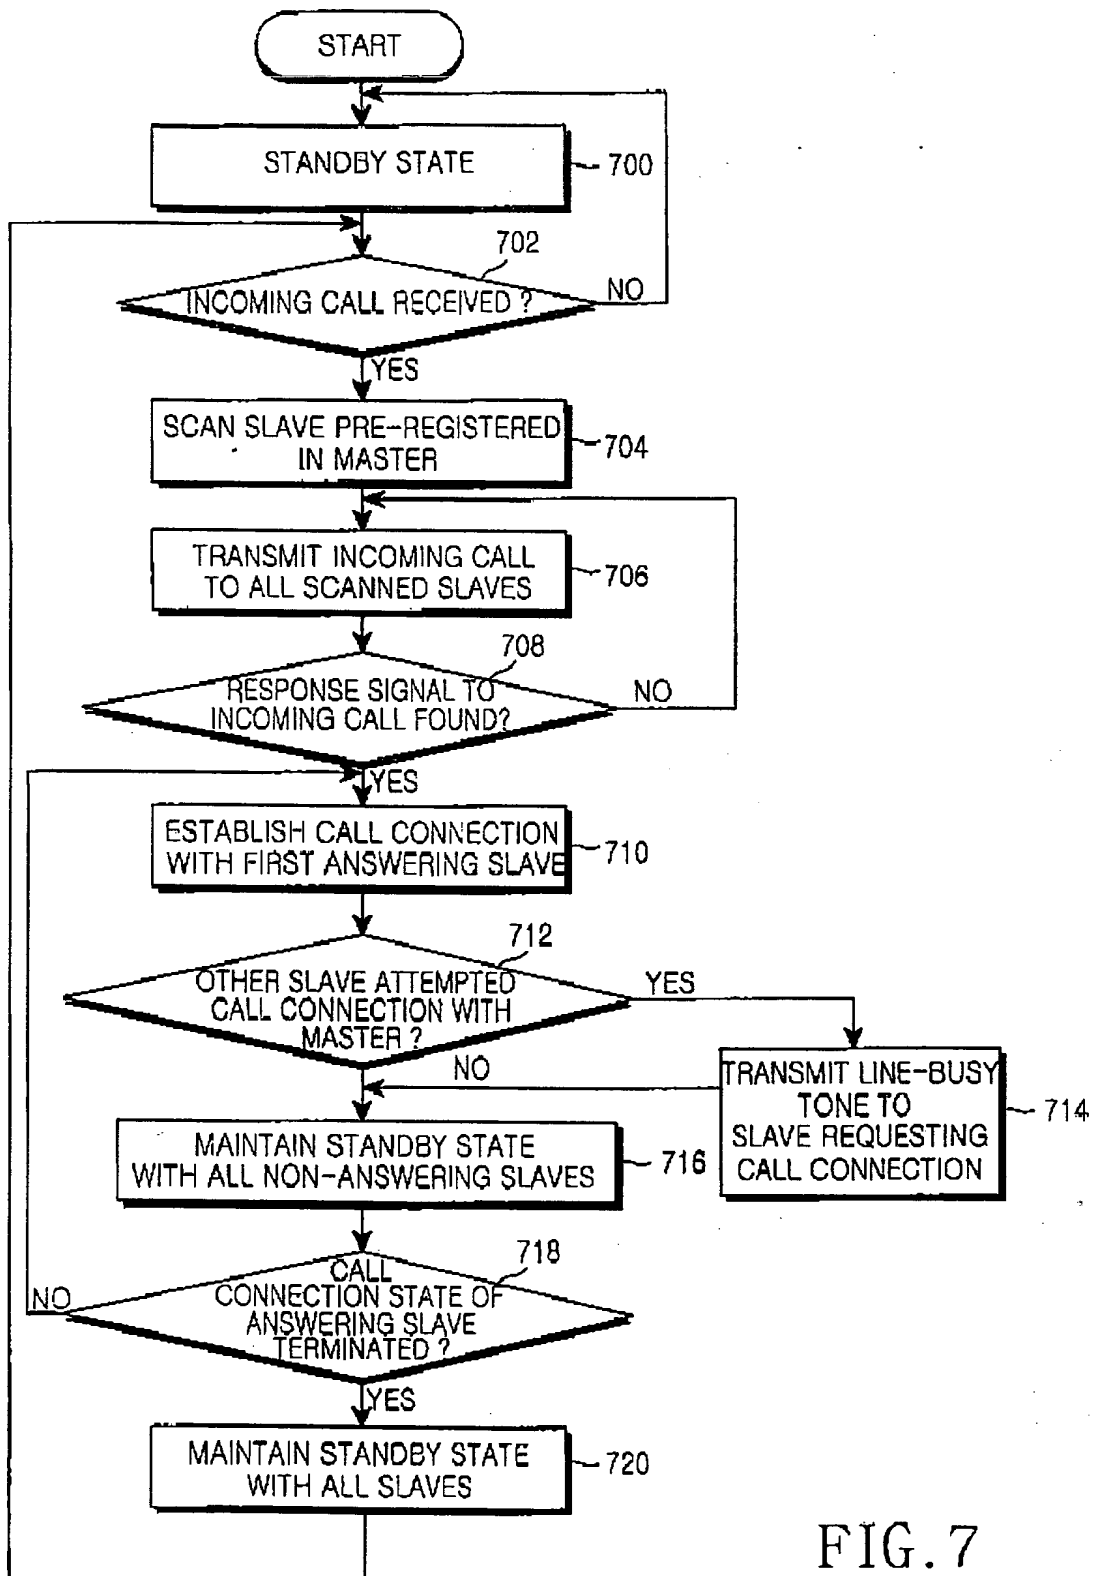 START
STANDBY STATE
700
702
INCOMING CALL RECEIVED ?
NO
YES
SCAN SLAVE PRE-REGISTERED
IN MASTER
704
TRANSMIT INCOMING CALL
TO ALL SCANNED SLAVES
706
708
RESPONSE SIGNAL TO
INCOMING CALL FOUND?
NO
YES
ESTABLISH CALL CONNECTION
WITH FIRST ANSWERING SLAVE
710
712
OTHER SLAVE ATTEMPTED
CALL CONNECTION WITH
MASTER ?
YES
NO
TRANSMIT LINE-BUSY
TONE TO
SLAVE REQUESTING
CALL CONNECTION
714
MAINTAIN STANDBY STATE
WITH ALL NON-ANSWERING SLAVES
716
718
CALL
CONNECTION STATE OF
ANSWERING SLAVE
TERMINATED ?
NO
YES
MAINTAIN STANDBY STATE
WITH ALL SLAVES
720
FIG.7